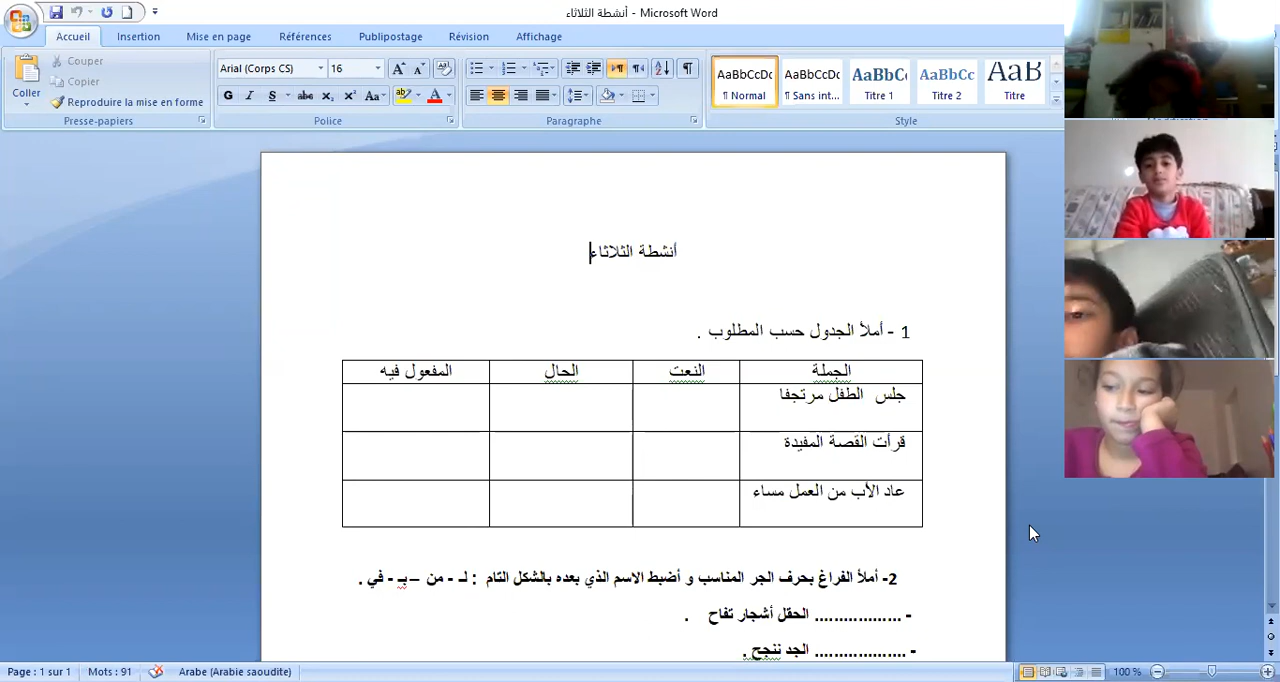 أنشطة الثلاثاء - Microsoft Word
Accueil Insertion Mise en page Références Publipostage Révision Affichage
Coller
Couper
Copier
Reproduire la mise en forme
Presse-papiers
Arial (Corps CS) 16
G I S abc X₂ X² Aa
Police
Paragraphe
AaBbCcDc AaBbCcDc AaBbC AaBbCc AaB
¶ Normal ¶ Sans int... Titre 1 Titre 2 Titre
Style
أنشطة الثلاثاء
1 - أملأ الجدول حسب المطلوب .
الجملة النعت الحال المفعول فيه
جلس الطفل مرتجفا
قرأت القصة المفيدة
عاد الأب من العمل مساء
2- أملأ الفراغ بحرف الجر المناسب و أضبط الاسم الذي بعده بالشكل التام : لـ - من – بـ - في .
- .................. الحقل أشجار تفاح .
- .................. الجد ننجح .
Page : 1 sur 1 Mots : 91 Arabe (Arabie saoudite) 100 %